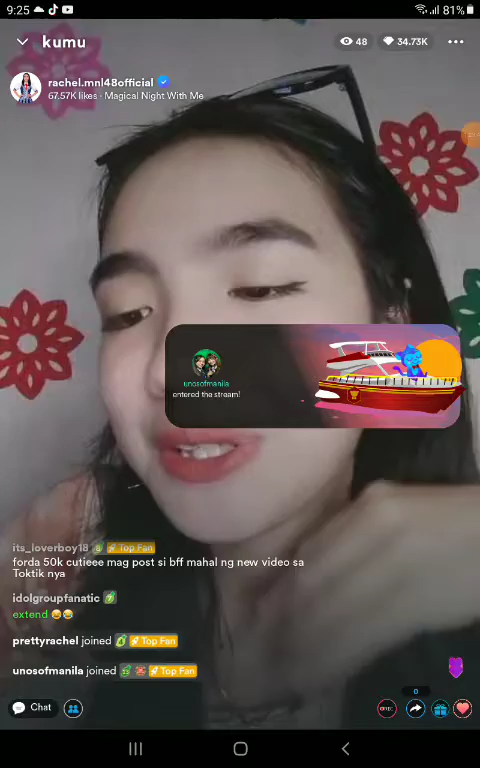 9:25
81%
kumu
48
34.73K
rachel.mnl48official
67.57K likes · Magical Night With Me
unosofmanila
entered the stream!
its_loverboy18 Top Fan
forda 50k cutieee mag post si bff mahal ng new video sa
Toktik nya
idolgroupfanatic
extend 😂😂
prettyrachel joined Top Fan
unosofmanila joined Top Fan
0
Chat